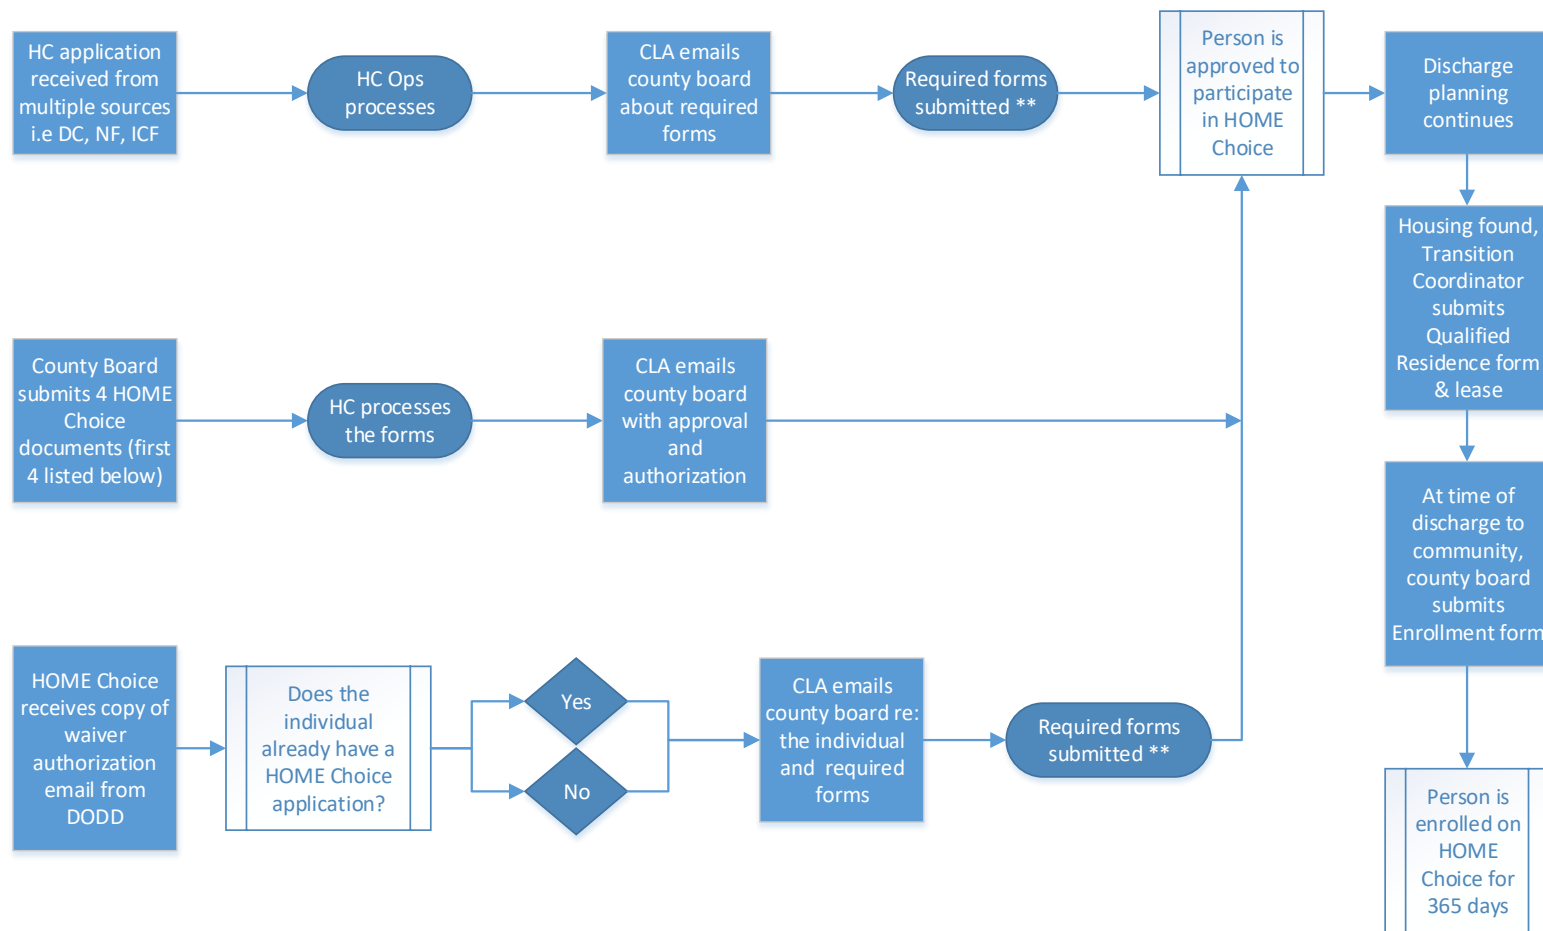 HC application
received from
multiple sources
i.e DC, NF, ICF
HC Ops
processes
CLA emails
county board
about required
forms
Required forms
submitted **
Person is
approved to
participate
in HOME
Choice
Discharge
planning
continues
Housing found,
Transition
Coordinator
submits
Qualified
Residence form
& lease
County Board
submits 4 HOME
Choice
documents (first
4 listed below)
HC processes
the forms
CLA emails
county board
with approval
and
authorization
At time of
discharge to
community,
county board
submits
Enrollment form
HOME Choice
receives copy of
waiver
authorization
email from
DODD
Does the
individual
already have a
HOME Choice
application?
Yes
No
CLA emails
county board re:
the individual
and required
forms
Required forms
submitted **
Person is
enrolled on
HOME
Choice for
365 days